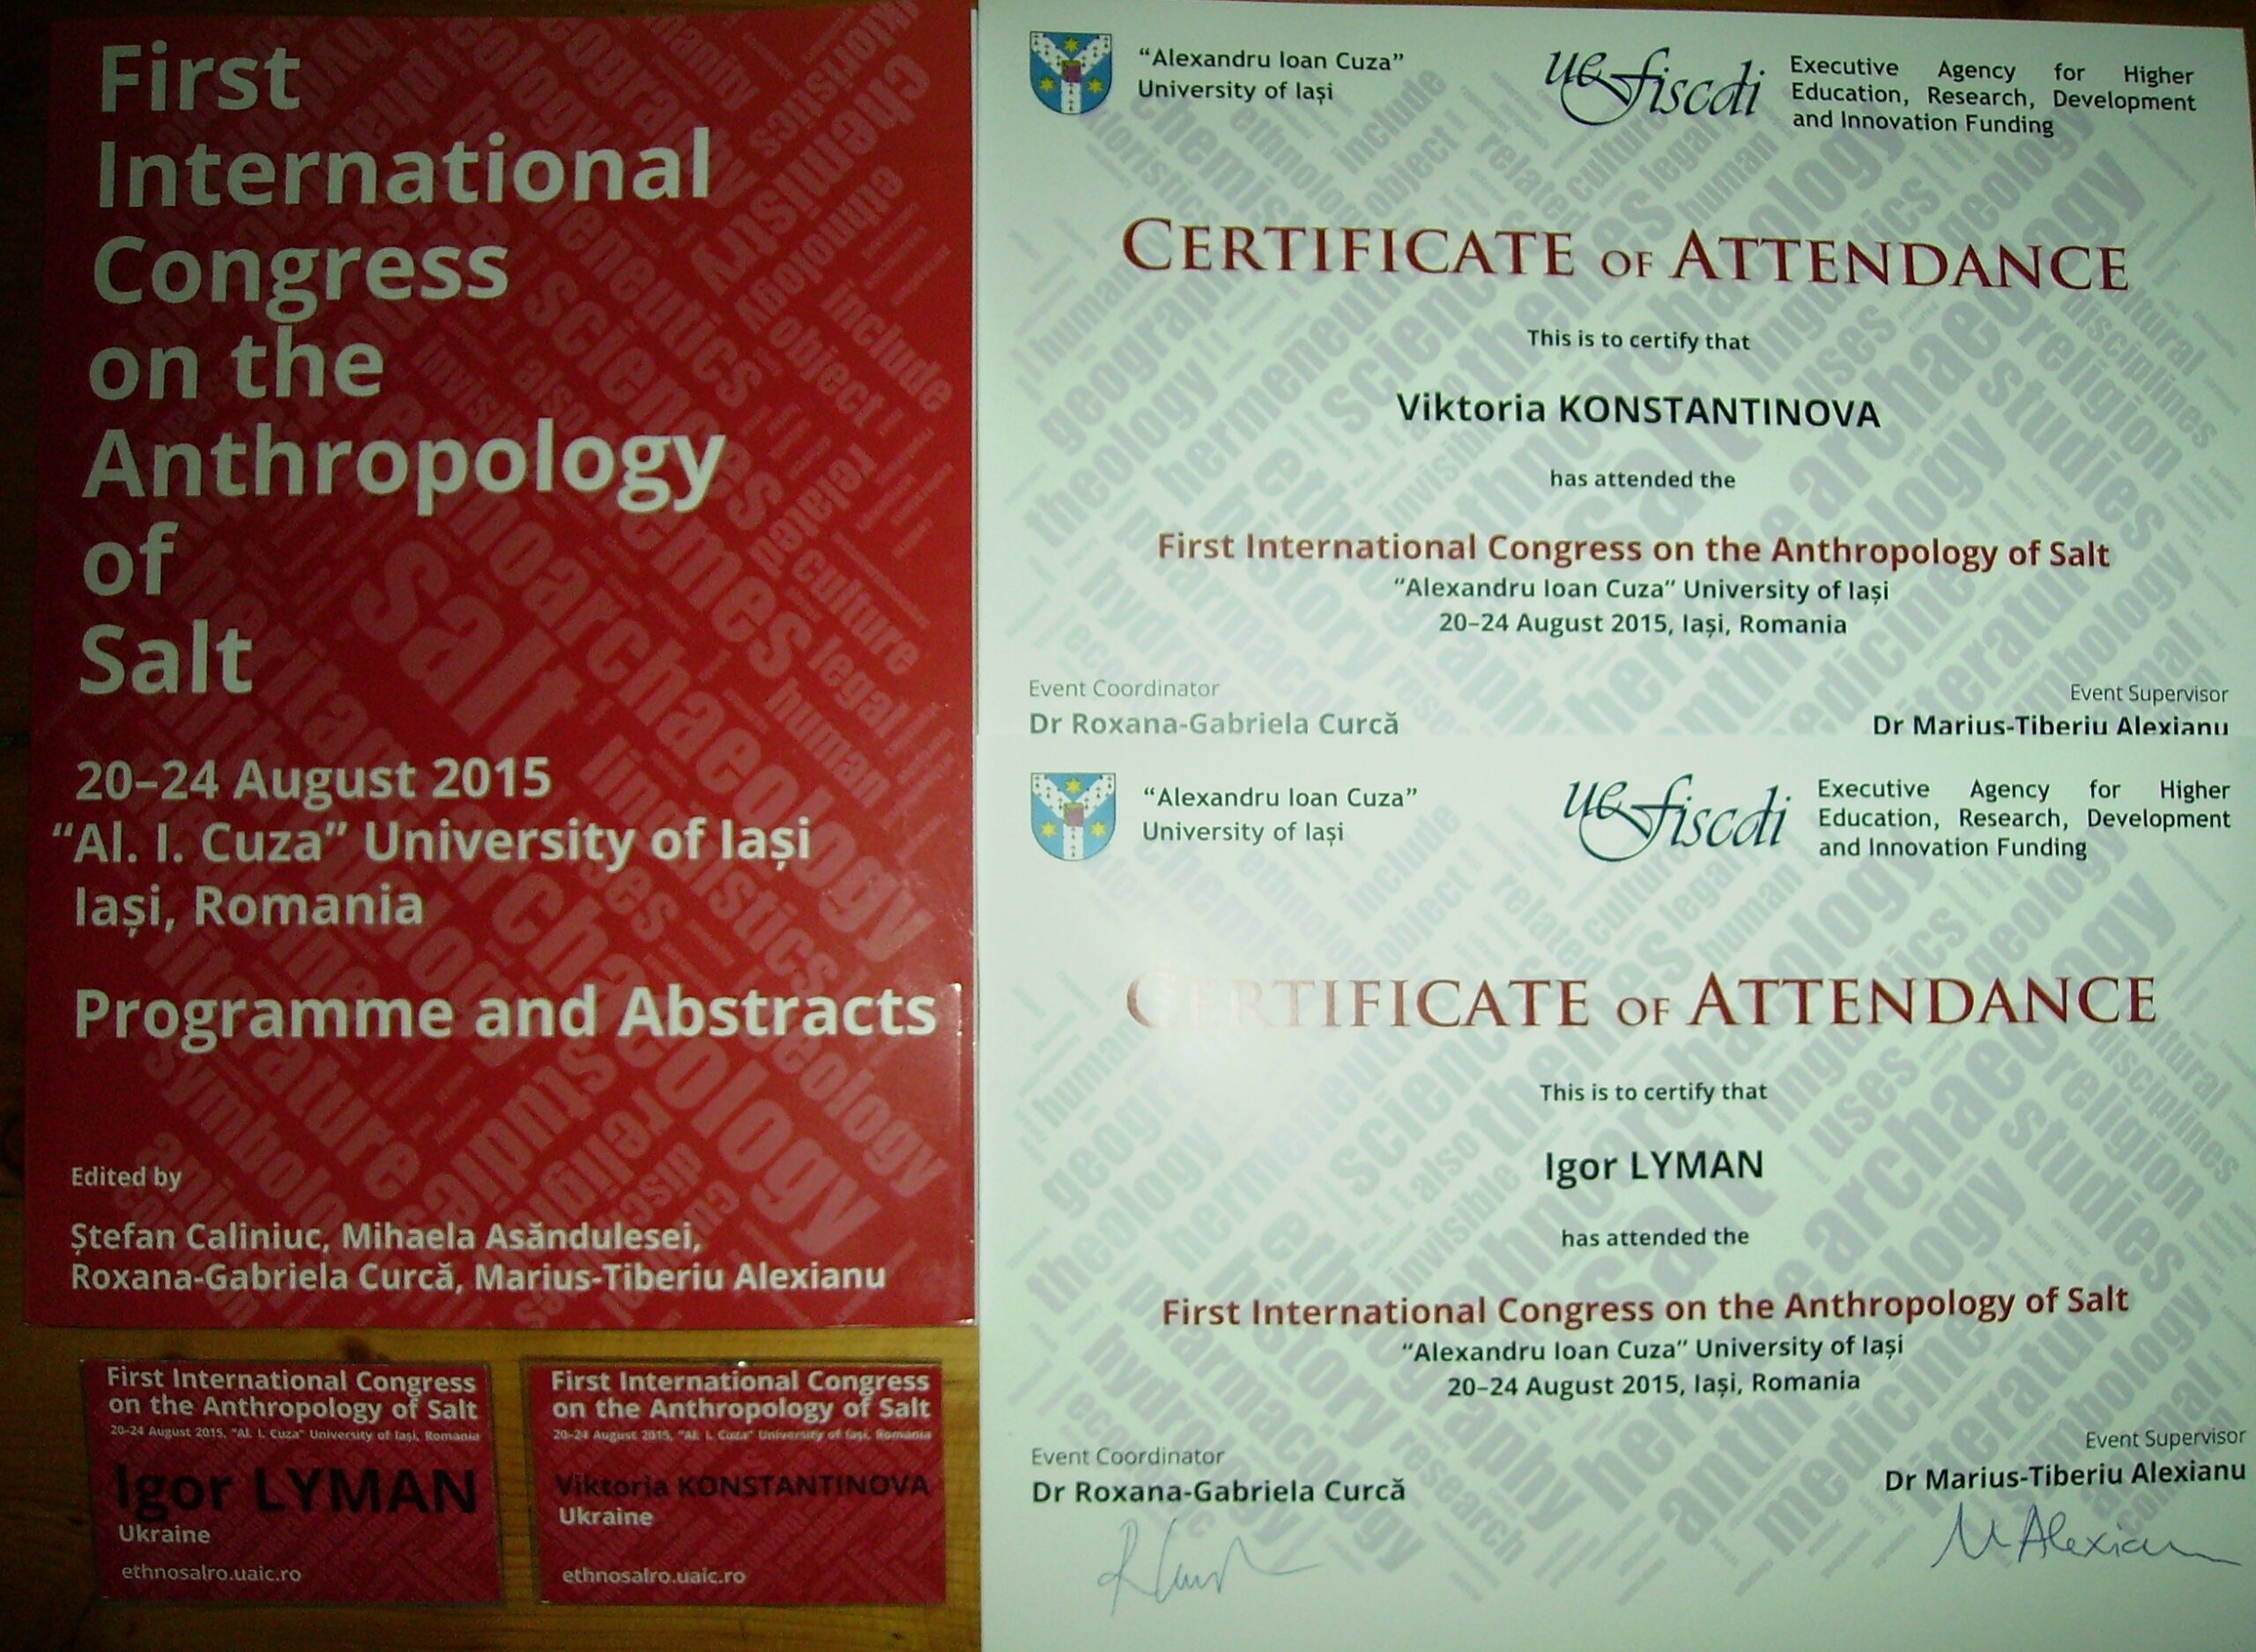 First
International
Congress
on the
Anthropology
of
Salt
20–24 August 2015
“Al. I. Cuza” University of Iași
Iași, Romania
Programme and Abstracts
Edited by
Ștefan Caliniuc, Mihaela Asăndulesei,
Roxana-Gabriela Curcă, Marius-Tiberiu Alexianu
First International Congress
on the Anthropology of Salt
20–24 August 2015, “Al. I. Cuza” University of Iași, Romania
Igor LYMAN
Ukraine
ethnosalro.uaic.ro
First International Congress
on the Anthropology of Salt
20–24 August 2015, “Al. I. Cuza” University of Iași, Romania
Viktoria KONSTANTINOVA
Ukraine
ethnosalro.uaic.ro
“Alexandru Ioan Cuza”
University of Iași
uefiscdi
Executive Agency for Higher
Education, Research, Development
and Innovation Funding
CERTIFICATE OF ATTENDANCE
This is to certify that
Viktoria KONSTANTINOVA
has attended the
First International Congress on the Anthropology of Salt
“Alexandru Ioan Cuza” University of Iași
20–24 August 2015, Iași, Romania
Event Coordinator
Dr Roxana-Gabriela Curcă
Event Supervisor
Dr Marius-Tiberiu Alexianu
“Alexandru Ioan Cuza”
University of Iași
uefiscdi
Executive Agency for Higher
Education, Research, Development
and Innovation Funding
CERTIFICATE OF ATTENDANCE
This is to certify that
Igor LYMAN
has attended the
First International Congress on the Anthropology of Salt
“Alexandru Ioan Cuza” University of Iași
20–24 August 2015, Iași, Romania
Event Coordinator
Dr Roxana-Gabriela Curcă
Event Supervisor
Dr Marius-Tiberiu Alexianu